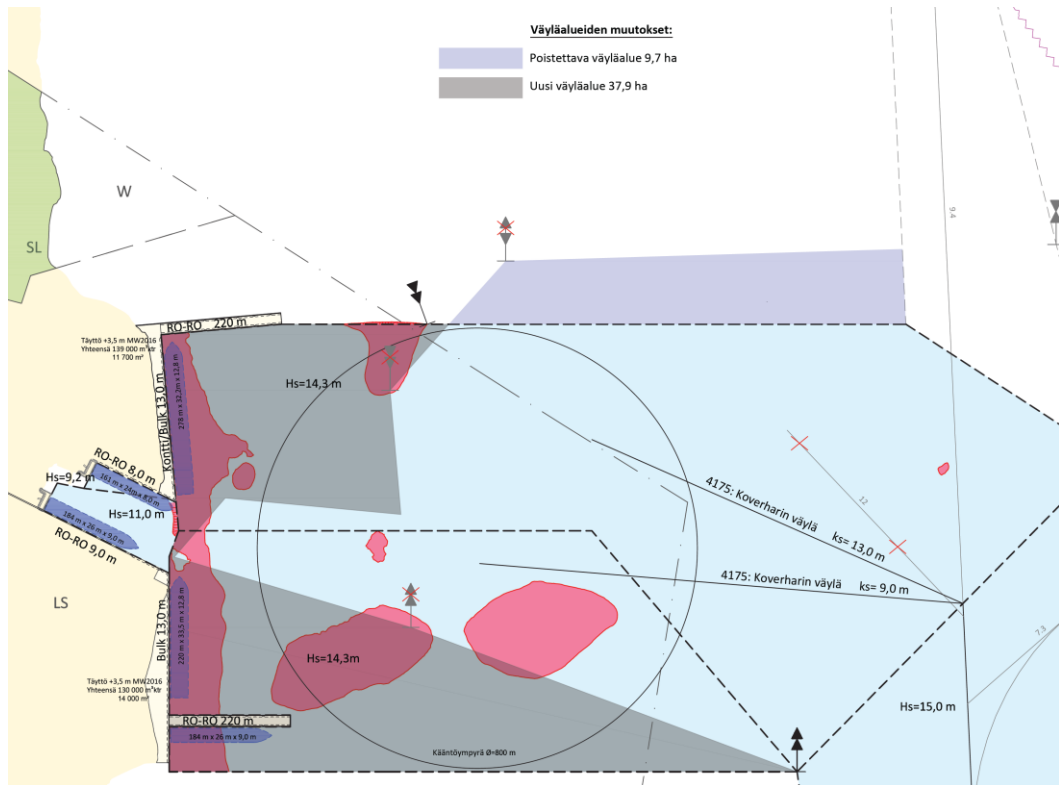 Väyläalueiden muutokset:
Poistettava väyläalue 9,7 ha
Uusi väyläalue 37,9 ha
W
SL
9.4
RO-RO 220 m
Täyttö +3,5 m MW2016
Yhteensä 139 000 m³ktr
11 700 m²
Kontti/Bulk 13,0 m
278 m x 32,2m x 12,8 m
Hs=14,3 m
RO-RO 8,0 m
161 m x 24m x 8,0 m
Hs=9,2 m
Hs=11,0 m
184 m x 26 m x 9,0 m
RO-RO 9,0 m
12
4175: Koverharin väylä ks= 13,0 m
4175: Koverharin väylä ks= 9,0 m
LS
Bulk 13,0 m
220 m x 33,5 m x 12,8 m
7.3
Hs=14,3m
Täyttö +3,5 m MW2016
Yhteensä 130 000 m³ktr
14 000 m²
RO-RO 220 m
184 m x 26 m x 9,0 m
Hs=15,0 m
Kääntöympyrä Ø=800 m